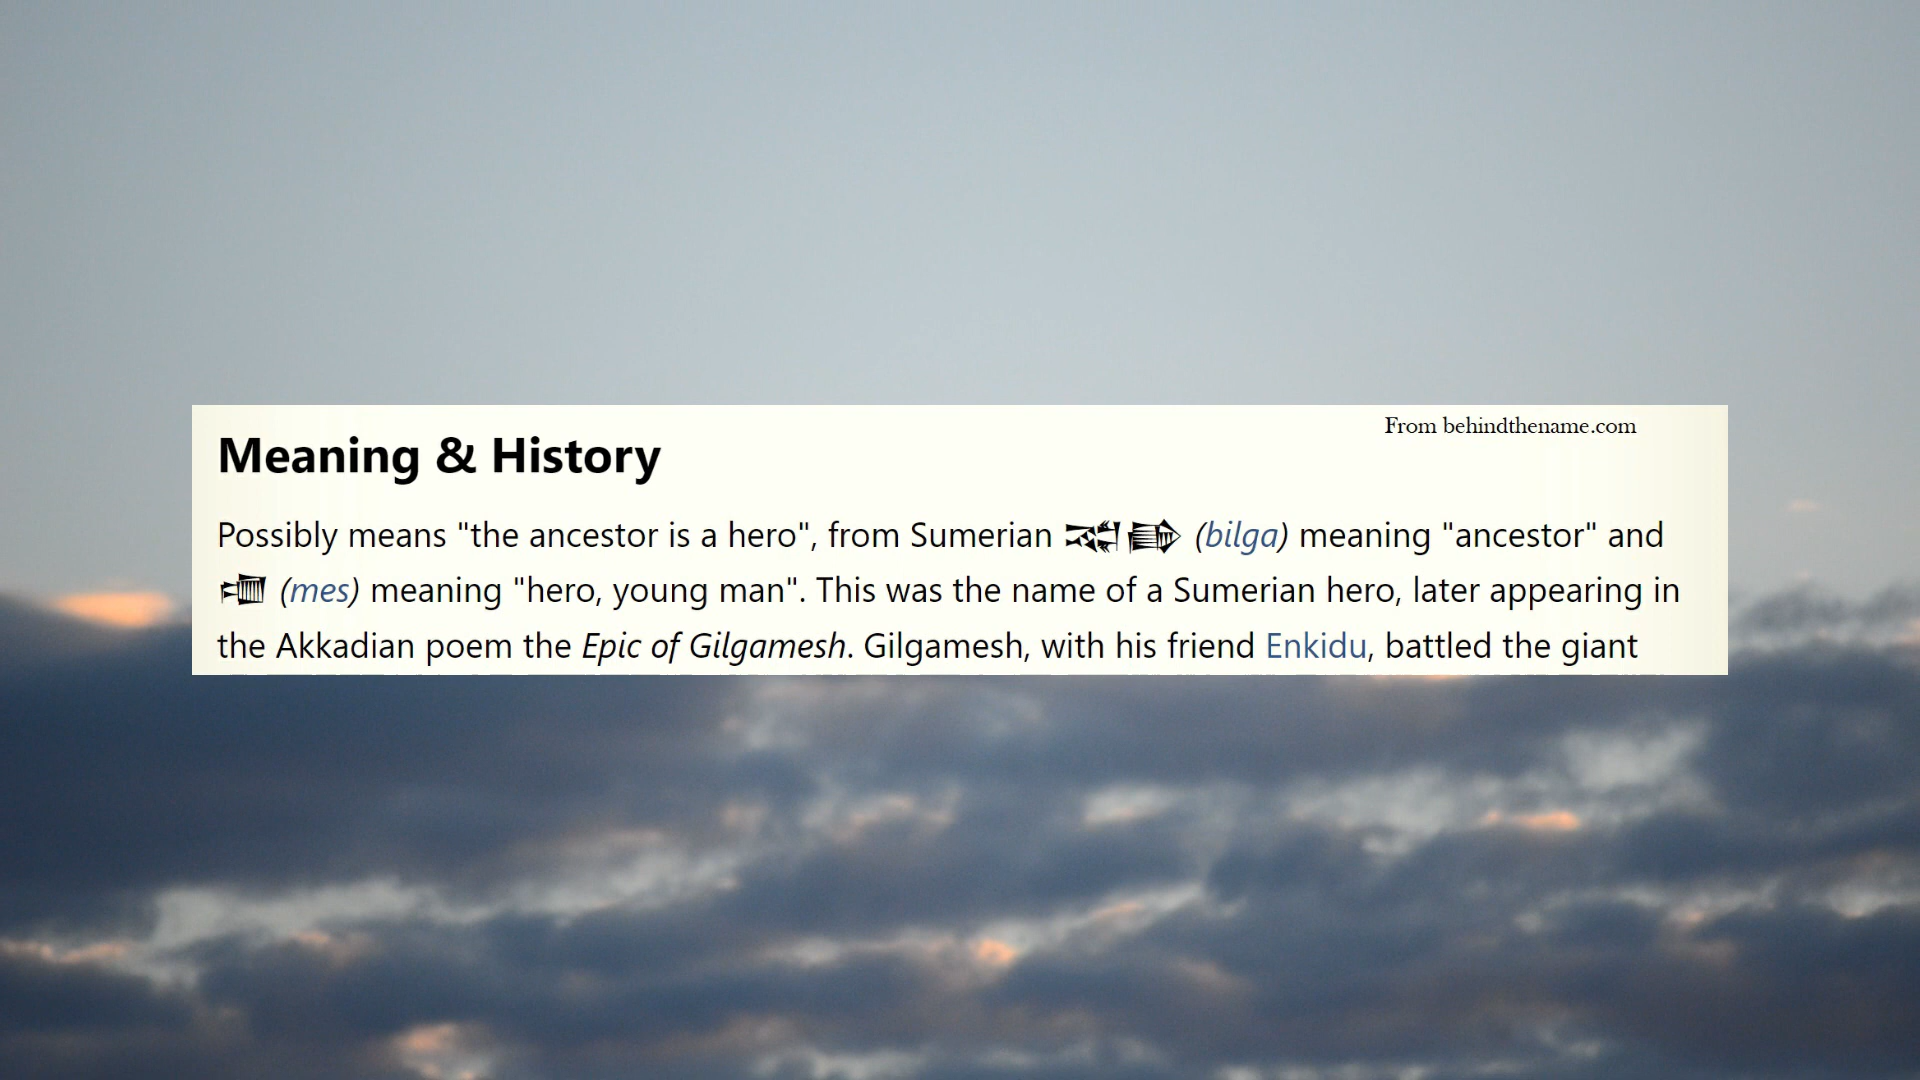 From behindthename.com
Meaning & History
Possibly means "the ancestor is a hero", from Sumerian 𒉋𒂵 (bilga) meaning "ancestor" and
𒈩 (mes) meaning "hero, young man". This was the name of a Sumerian hero, later appearing in
the Akkadian poem the Epic of Gilgamesh. Gilgamesh, with his friend Enkidu, battled the giant